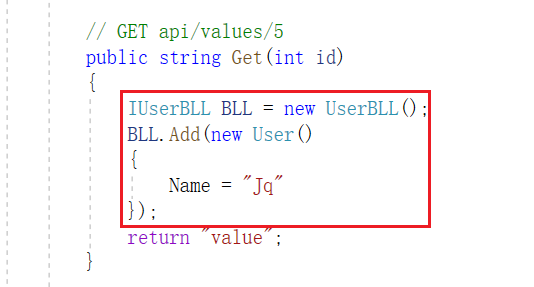 // GET api/values/5
public string Get(int id)
{
IUserBLL BLL = new UserBLL();
BLL.Add(new User()
{
Name = "Jq"
});
return "value";
}